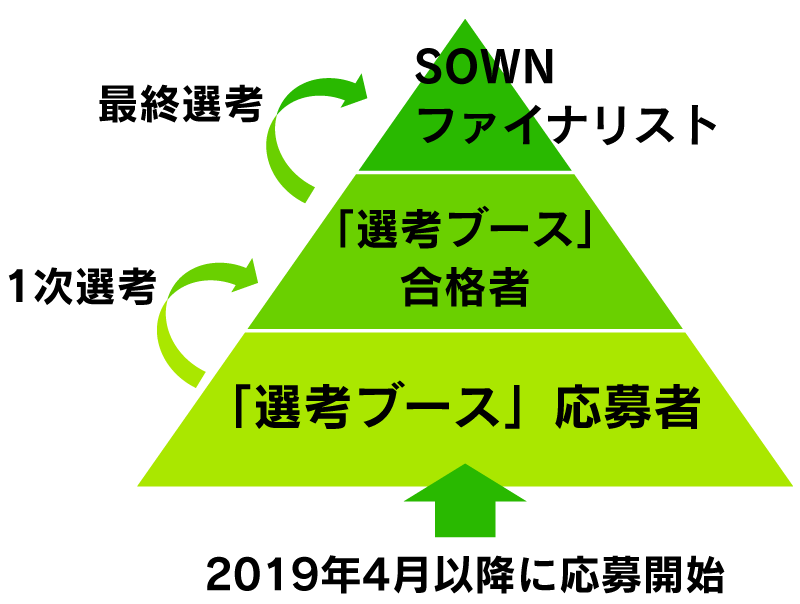 SOWN
ファイナリスト
最終選考
「選考ブース」
合格者
1次選考
「選考ブース」応募者
2019年4月以降に応募開始